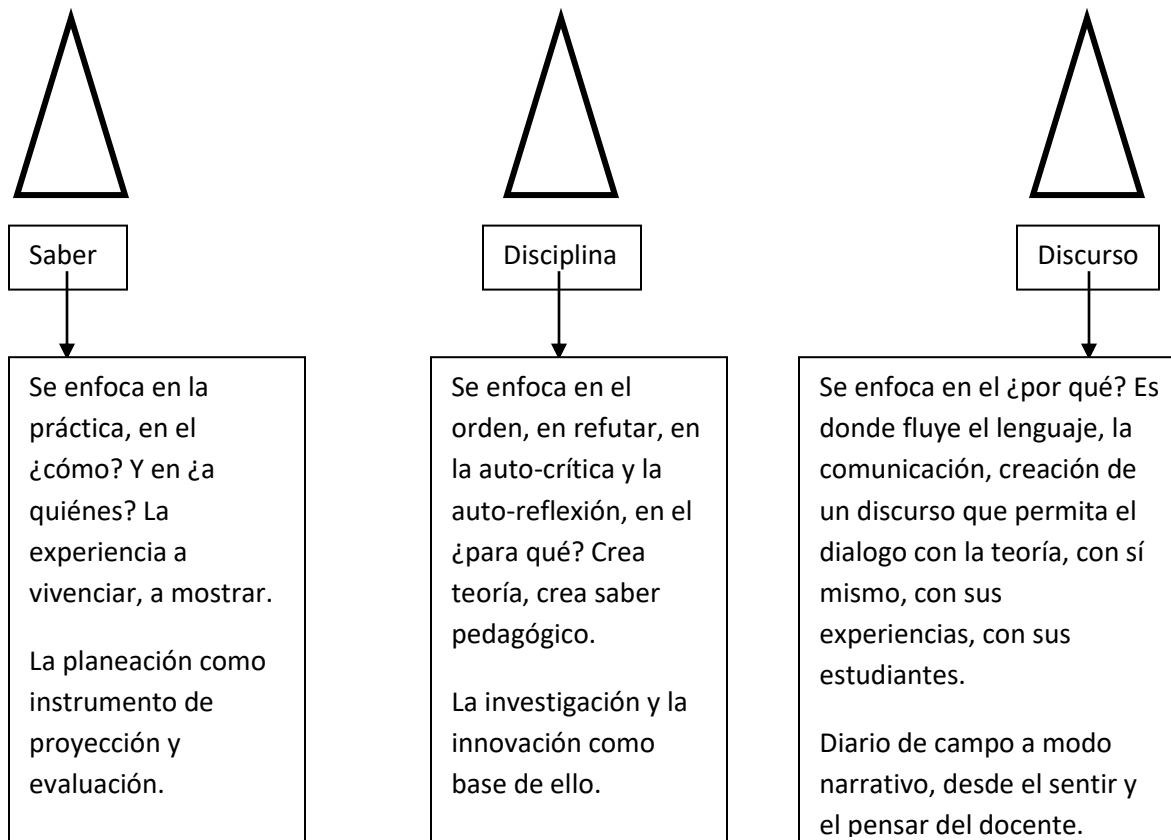 Saber
Disciplina
Discurso
Se enfoca en la
práctica, en el
¿cómo? Y en ¿a
quiénes? La
experiencia a
vivenciar, a mostrar.
La planeación como
instrumento de
proyección y
evaluación.
Se enfoca en el
orden, en refutar, en
la auto-crítica y la
auto-reflexión, en el
¿para qué? Crea
teoría, crea saber
pedagógico.
La investigación y la
innovación como
base de ello.
Se enfoca en el ¿por qué? Es
donde fluye el lenguaje, la
comunicación, creación de
un discurso que permita el
dialogo con la teoría, con sí
mismo, con sus
experiencias, con sus
estudiantes.
Diario de campo a modo
narrativo, desde el sentir y
el pensar del docente.